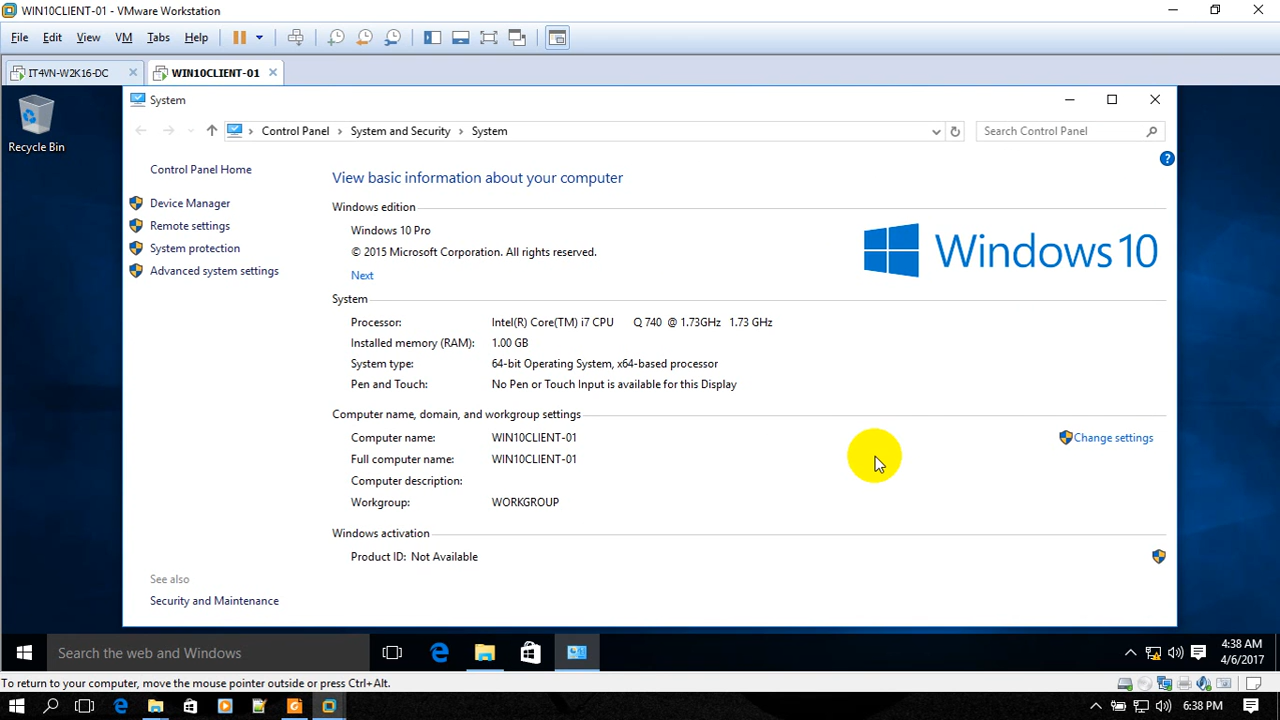 WIN10CLIENT-01 - VMware Workstation
File Edit View VM Tabs Help
IT4VN-W2K16-DC WIN10CLIENT-01
System
Recycle Bin
Control Panel System and Security System
Search Control Panel
Control Panel Home
Device Manager
Remote settings
System protection
Advanced system settings
View basic information about your computer
Windows edition
Windows 10 Pro
© 2015 Microsoft Corporation. All rights reserved.
Next
Windows 10
System
Processor: Intel(R) Core(TM) i7 CPU Q 740 @ 1.73GHz 1.73 GHz
Installed memory (RAM): 1.00 GB
System type: 64-bit Operating System, x64-based processor
Pen and Touch: No Pen or Touch Input is available for this Display
Computer name, domain, and workgroup settings
Computer name: WIN10CLIENT-01
Change settings
Full computer name: WIN10CLIENT-01
Computer description:
Workgroup: WORKGROUP
Windows activation
Product ID: Not Available
See also
Security and Maintenance
Search the web and Windows
4:38 AM
4/6/2017
To return to your computer, move the mouse pointer outside or press Ctrl+Alt.
6:38 PM